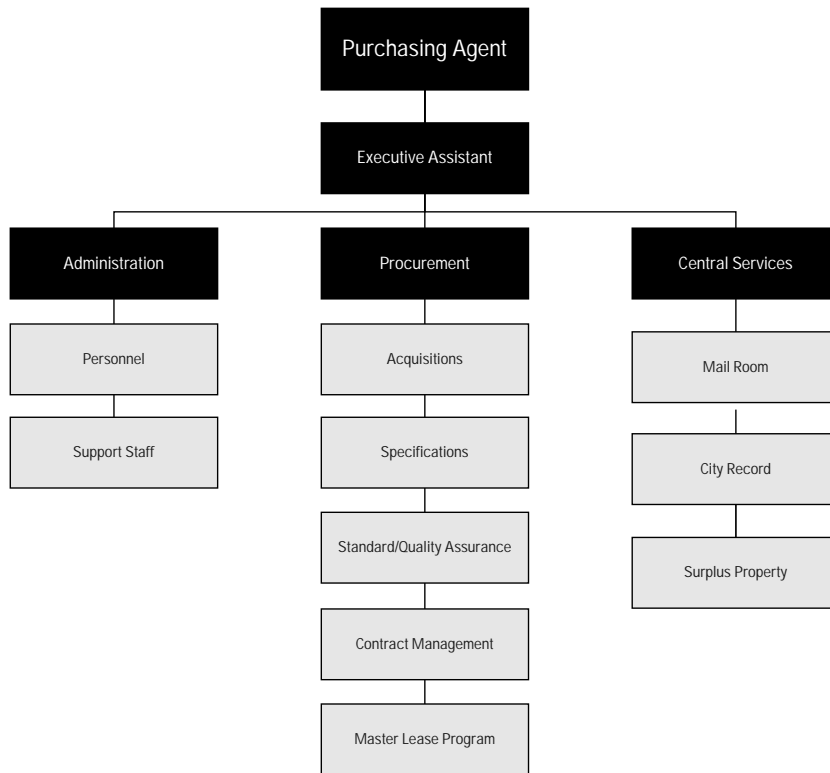 Purchasing Agent
Executive Assistant
Administration
Procurement
Central Services
Personnel
Acquisitions
Mail Room
Support Staff
Specifications
City Record
Standard/Quality Assurance
Surplus Property
Contract Management
Master Lease Program